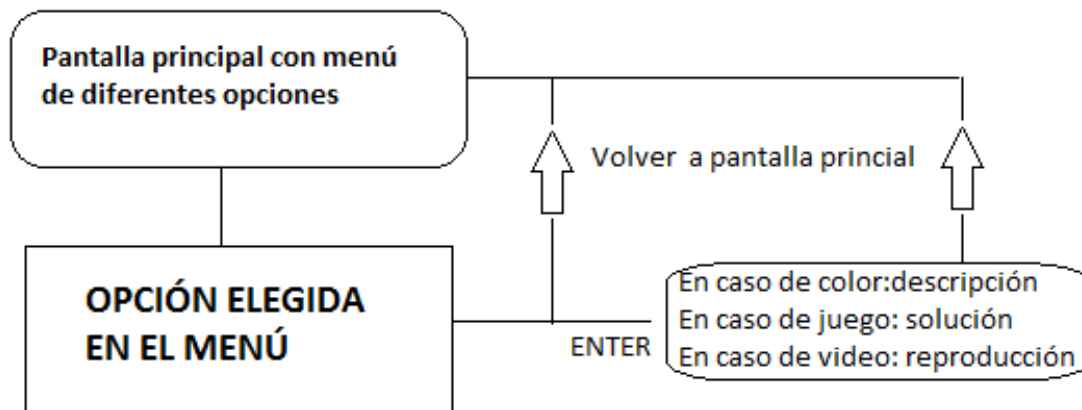 Pantalla principal con menú
de diferentes opciones
Volver a pantalla princial
OPCIÓN ELEGIDA
EN EL MENÚ
ENTER
En caso de color:descripción
En caso de juego: solución
En caso de video: reproducción